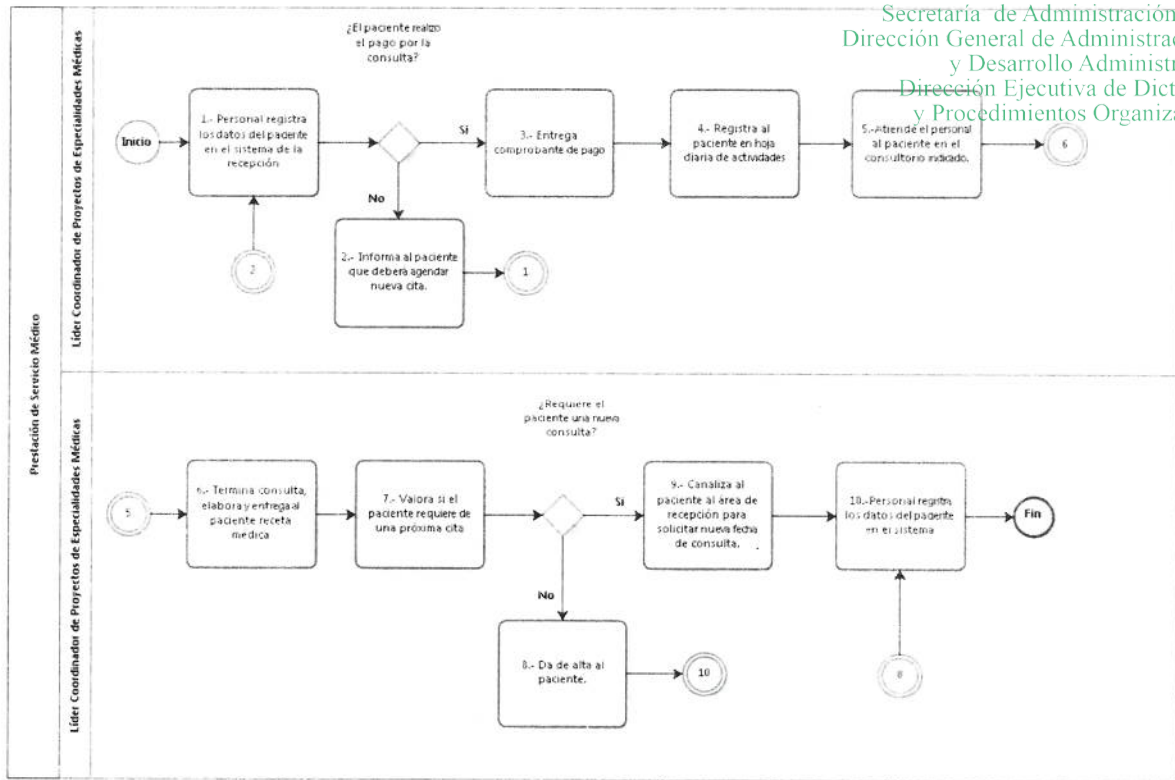 Secretaría de Administración
Dirección General de Administrac
y Desarrollo Administr
Dirección Ejecutiva de Dict
y Procedimientos Organiza
Prestación de Servicio Médico
Líder Coordinador de Proyectos de Especialidades Médicas
¿El paciente realizo
el pago por la
consulta?
Inicio
1.- Personal registra
los datos del paciente
en el sistema de la
recepción
Si
3.- Entrega
comprobante de pago
4.- Registra al
paciente en hoja
diaria de actividades
5.-Atiende el personal
al paciente en el
consultorio indicado.
6
No
2
2.- Informa al paciente
que deberá agendar
nueva cita.
1
Líder Coordinador de Proyectos de Especialidades Médicas
¿Requiere el
paciente una nueva
consulta?
5
6.- Termina consulta,
elabora y entrega al
paciente receta
médica
7.- Valora si el
paciente requiere de
una próxima cita
Si
9.- Canaliza al
paciente al área de
recepción para
solicitar nueva fecha
de consulta.
10.-Personal registra
los datos del paciente
en el sistema
Fin
No
8.- Da de alta al
paciente.
10
8